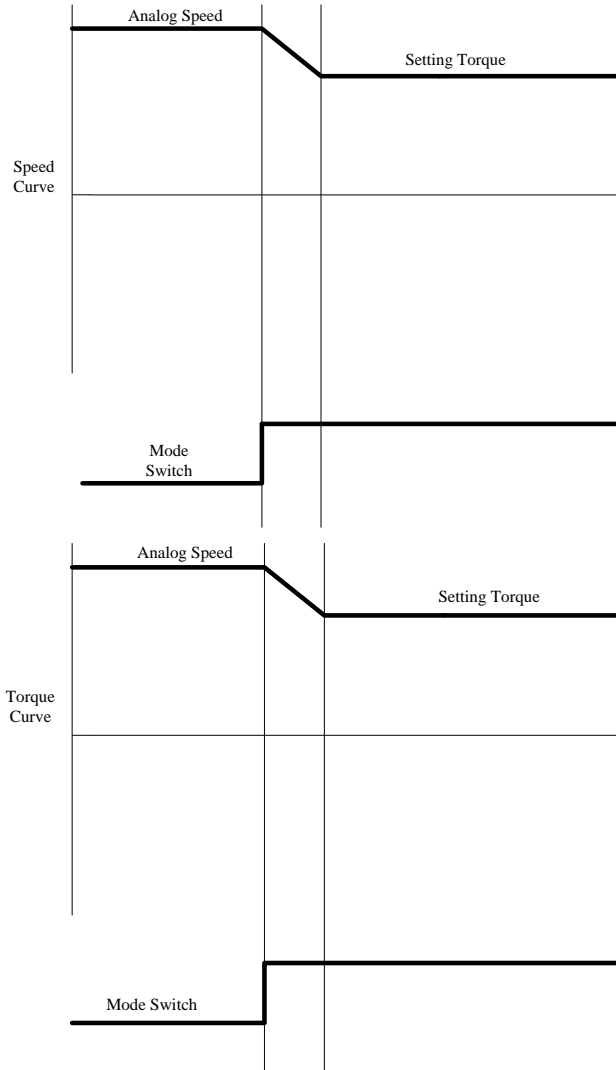 Analog Speed
Setting Torque
Speed
Curve
Mode
Switch
Analog Speed
Setting Torque
Torque
Curve
Mode Switch